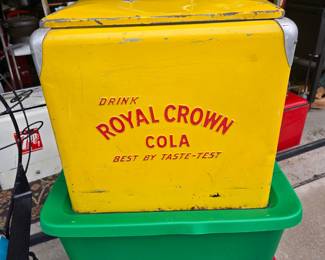 DRINK
ROYAL CROWN
COLA
BEST BY TASTE-TEST